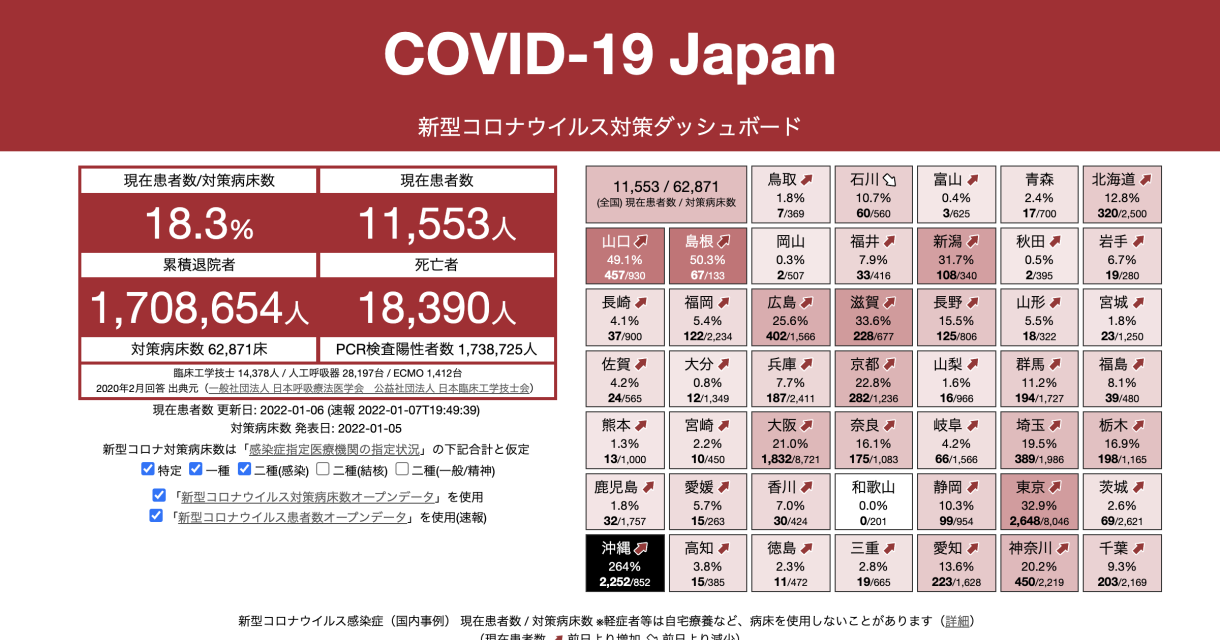 COVID-19 Japan
新型コロナウイルス対策ダッシュボード
現在患者数/対策病床数
現在患者数
18.3%
11,553人
累積退院者
死亡者
1,708,654人
18,390人
対策病床数 62,871床
PCR検査陽性者数 1,738,725人
臨床工学技士 14,378人 / 人工呼吸器 28,197台 / ECMO 1,412台
2020年2月回答 出典元（一般社団法人 日本呼吸療法医学会　公益社団法人 日本臨床工学技士会）
現在患者数 更新日: 2022-01-06 (速報 2022-01-07T19:49:39)
対策病床数 発表日: 2022-01-05
新型コロナ対策病床数は「感染症指定医療機関の指定状況」の下記合計と仮定
特定 一種 二種(感染) 二種(結核) 二種(一般/精神)
「新型コロナウイルス対策病床数オープンデータ」を使用
「新型コロナウイルス患者数オープンデータ」を使用(速報)
11,553 / 62,871
(全国) 現在患者数 / 対策病床数
鳥取
1.8%
7/369
石川
10.7%
60/560
富山
0.4%
3/625
青森
2.4%
17/700
北海道
12.8%
320/2,500
山口
49.1%
457/930
島根
50.3%
67/133
岡山
0.3%
2/507
福井
7.9%
33/416
新潟
31.7%
108/340
秋田
0.5%
2/395
岩手
6.7%
19/280
長崎
4.1%
37/900
福岡
5.4%
122/2,234
広島
25.6%
402/1,566
滋賀
33.6%
228/677
長野
15.5%
125/806
山形
5.5%
18/322
宮城
1.8%
23/1,250
佐賀
4.2%
24/565
大分
0.8%
12/1,349
兵庫
7.7%
187/2,411
京都
22.8%
282/1,236
山梨
1.6%
16/966
群馬
11.2%
194/1,727
福島
8.1%
39/480
熊本
1.3%
13/1,000
宮崎
2.2%
10/450
大阪
21.0%
1,832/8,721
奈良
16.1%
175/1,083
岐阜
4.2%
66/1,566
埼玉
19.5%
389/1,986
栃木
16.9%
198/1,165
鹿児島
1.8%
32/1,757
愛媛
5.7%
15/263
香川
7.0%
30/424
和歌山
0.0%
0/201
静岡
10.3%
99/954
東京
32.9%
2,648/8,046
茨城
2.6%
69/2,621
沖縄
264%
2,252/852
高知
3.8%
15/385
徳島
2.3%
11/472
三重
2.8%
19/665
愛知
13.6%
223/1,628
神奈川
20.2%
450/2,219
千葉
9.3%
203/2,169
新型コロナウイルス感染症（国内事例） 現在患者数 / 対策病床数 ※軽症者等は自宅療養など、病床を使用しないことがあります（詳細）
（現在患者数 前日より増加 前日より減少）